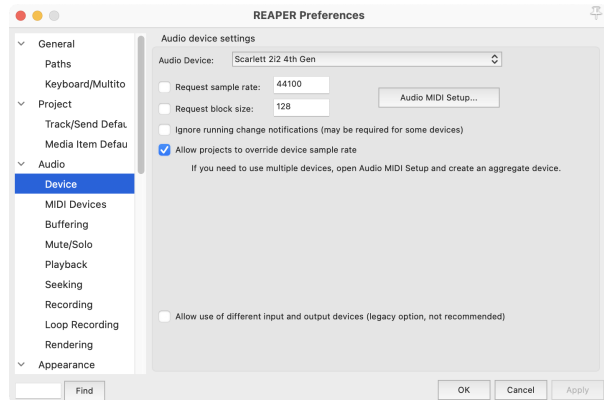 REAPER Preferences
General
Paths
Keyboard/Multito
Project
Track/Send Defau
Media Item Defau
Audio
Device
MIDI Devices
Buffering
Mute/Solo
Playback
Seeking
Recording
Loop Recording
Rendering
Appearance
Find
Audio device settings
Audio Device: Scarlett 2i2 4th Gen
Request sample rate: 44100
Request block size: 128
Audio MIDI Setup...
Ignore running change notifications (may be required for some devices)
Allow projects to override device sample rate
If you need to use multiple devices, open Audio MIDI Setup and create an aggregate device.
Allow use of different input and output devices (legacy option, not recommended)
OK Cancel Apply